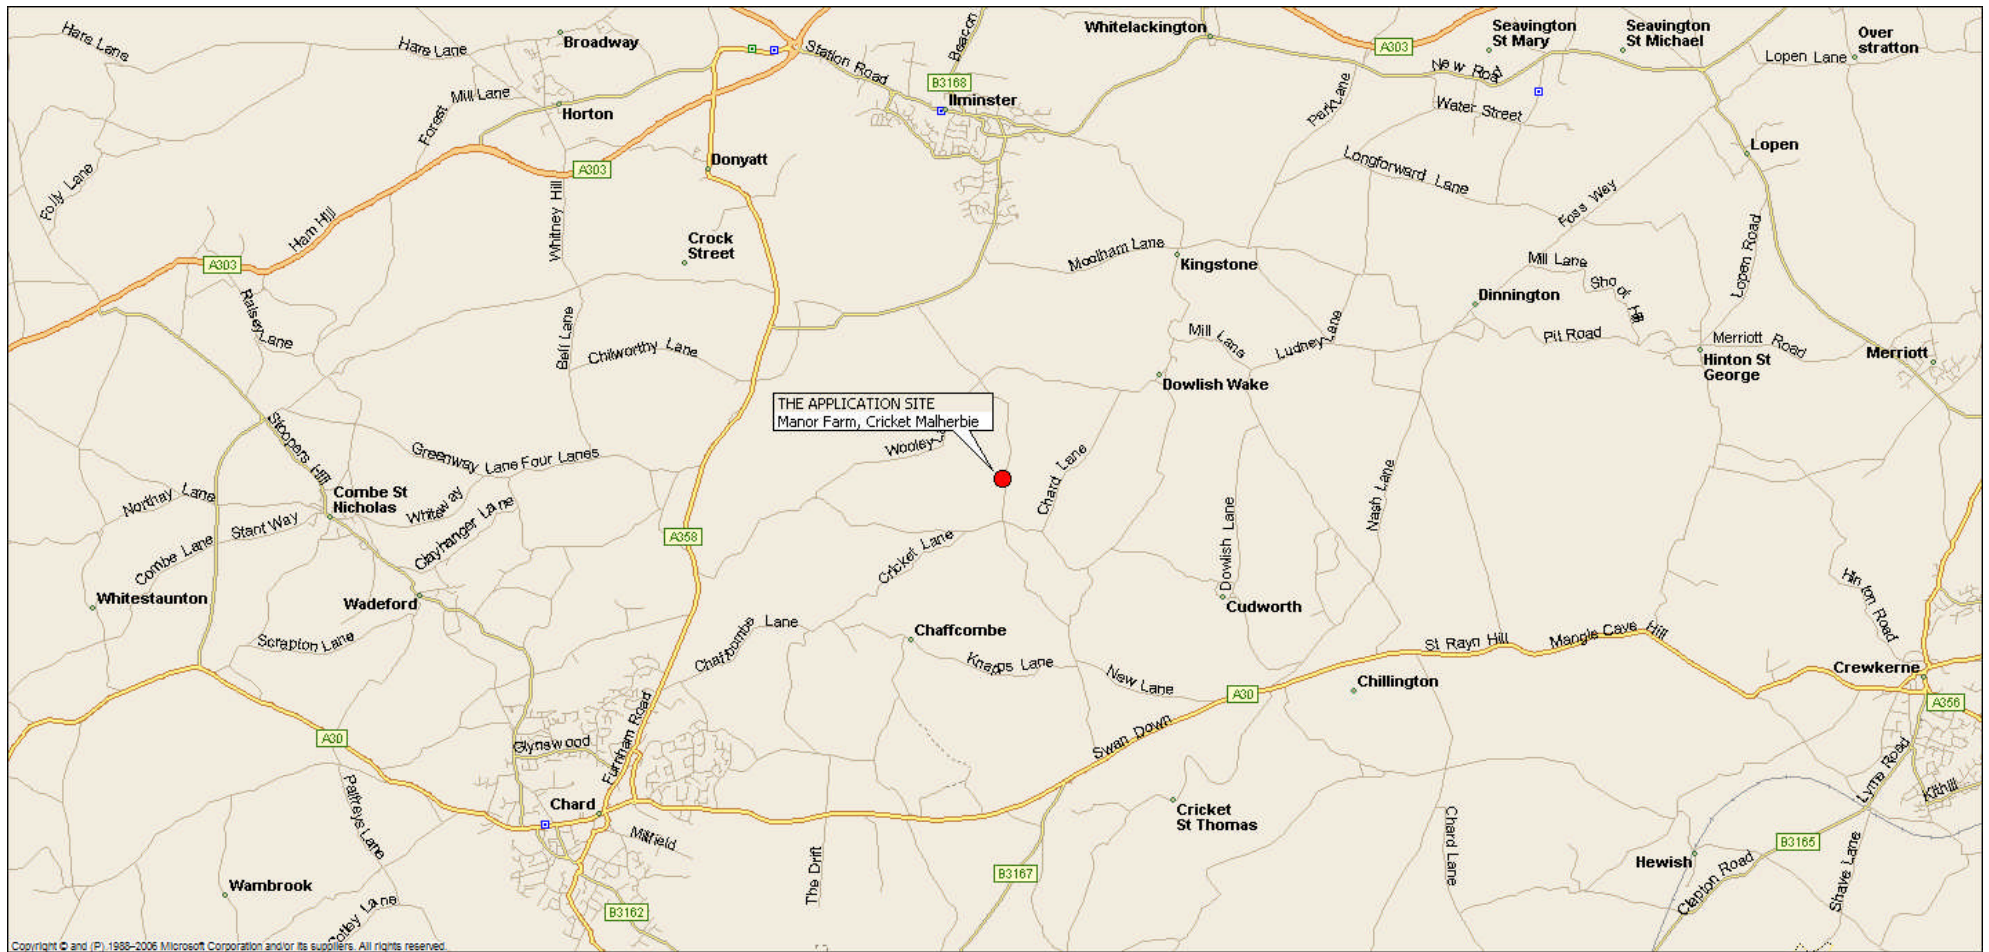 Hare Lane
Hare Lane
Broadway
Station Road
Beacon
Whitelackington
A303
Seavington
St Mary
Seavington
St Michael
Over
stratton
Lopen Lane
New Road
B3168
Ilminster
Mill Lane
Forest
Horton
Park Lane
Water Street
Lopen
Donyatt
A303
Longforward Lane
Folly Lane
Ham Hill
Whitney Hill
Foss Way
Crock
Street
A303
Moolham Lane
Kingstone
Mill Lane
Shoot Hill
Lopen Road
Dinnington
Raisey Lane
Bell Lane
Chilworthy Lane
Mill Lane
Ludney Lane
Pit Road
Merriott Road
Merriott
Hinton St
George
Dowlish Wake
THE APPLICATION SITE
Manor Farm, Cricket Malherbie
Stoopers Hill
Greenway Lane
Four Lanes
Wooley
Chard Lane
Nash Lane
Northay Lane
Combe St
Nicholas
Whiteway
Stant Way
Clayhanger Lane
A358
Combe Lane
Cricket Lane
Dowlish Lane
Hinton Road
Whitestaunton
Wadeford
Cudworth
Scrapton Lane
Chaffcombe Lane
Chaffcombe
St Rayn Hill
Mangle Cave Hill
Knapps Lane
New Lane
Crewkerne
A30
Chillington
A356
Furnham Road
Swan Down
A30
Glynswood
Palfreys Lane
Chard
Cricket
St Thomas
Lyme Road
Kithill
Millfield
Chard Lane
B3165
The Drift
B3167
Hewish
Clapton Road
Shave Lane
Wambrook
B3162
Cotley Lane
Copyright © and (P) 1988–2006 Microsoft Corporation and/or its suppliers. All rights reserved.